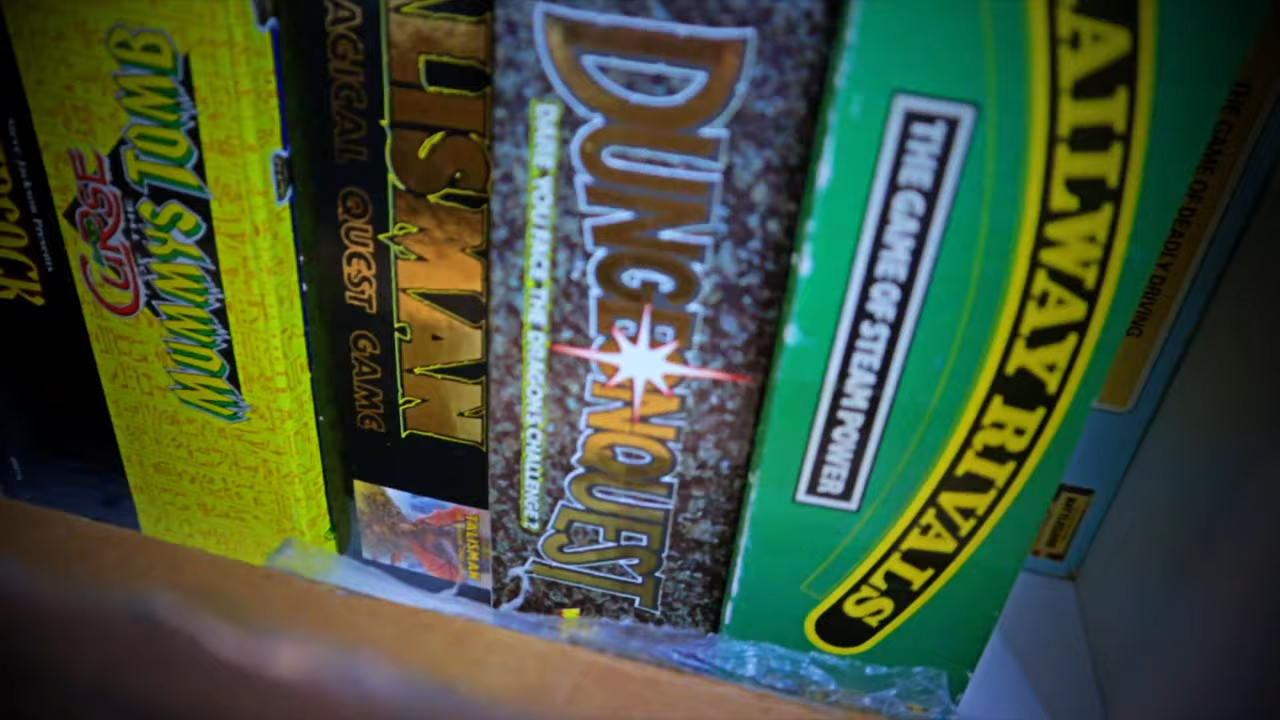 CURSE
OF THE
MUMMY'S TOMB
MAGICAL QUEST GAME
TALISMAN
TALISMAN
DUNGEONQUEST
DARE YOU FACE THE DRAGON'S CHALLENGE?
RAILWAY RIVALS
THE GAME OF STEAM POWER
THE GAME OF DEADLY DRIVING